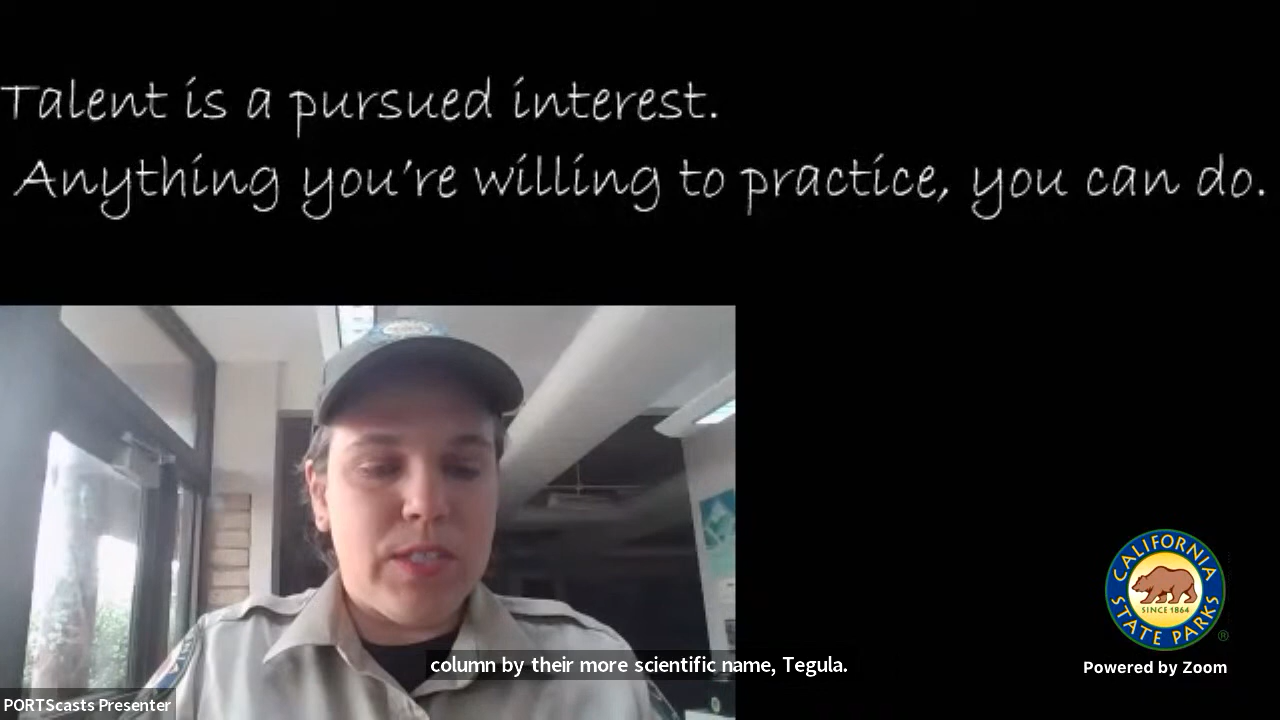 Talent is a pursued interest.
Anything you're willing to practice, you can do.
CALIFORNIA
SINCE 1864
STATE PARKS
®
column by their more scientific name, Tegula.
Powered by Zoom
PORTScasts Presenter